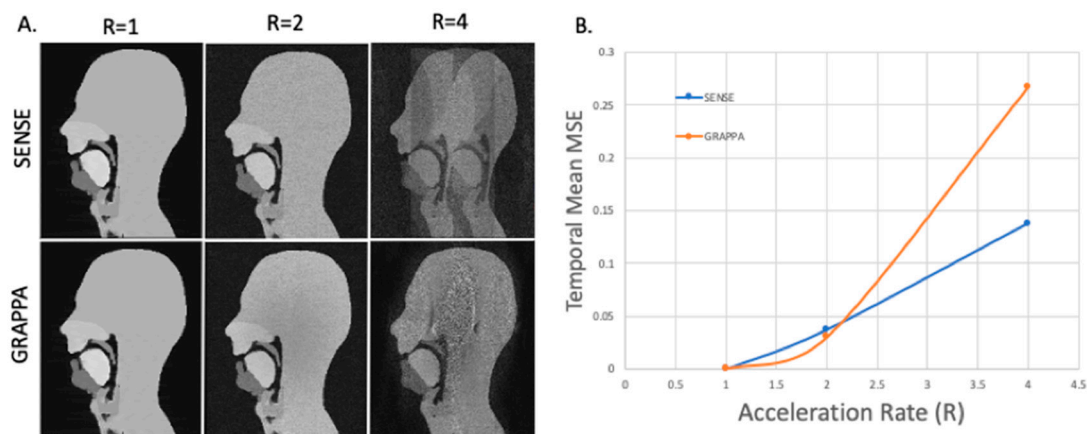 A.
R=1
R=2
R=4
SENSE
GRAPPA
B.
Temporal Mean MSE
0.3
0.25
0.2
0.15
0.1
0.05
0
SENSE
GRAPPA
0
0.5
1
1.5
2
2.5
3
3.5
4
4.5
Acceleration Rate (R)